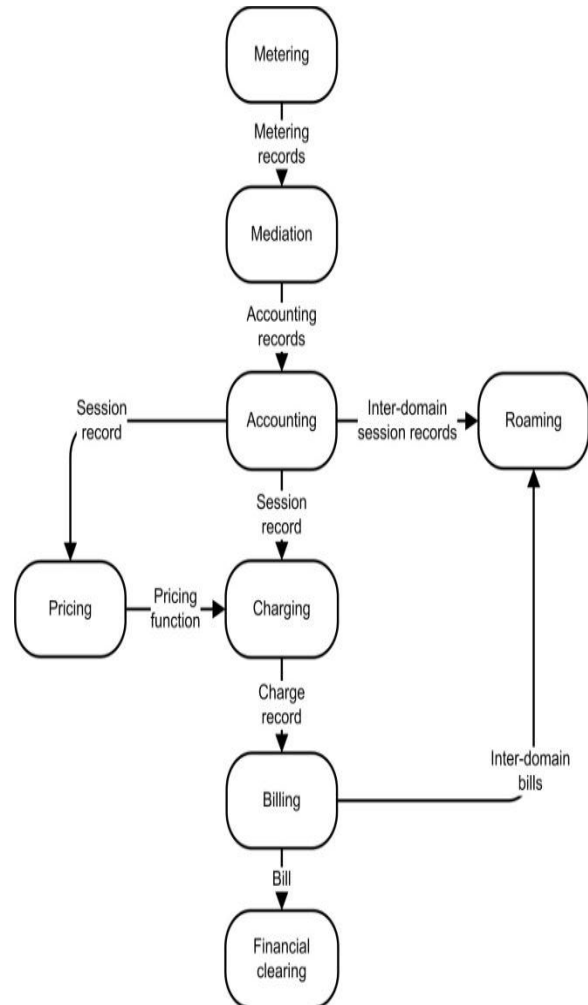 Metering
Metering
records
Mediation
Accounting
records
Session
record
Accounting
Inter-domain
session records
Roaming
Session
record
Pricing
Pricing
function
Charging
Charge
record
Billing
Inter-domain
bills
Bill
Financial
clearing